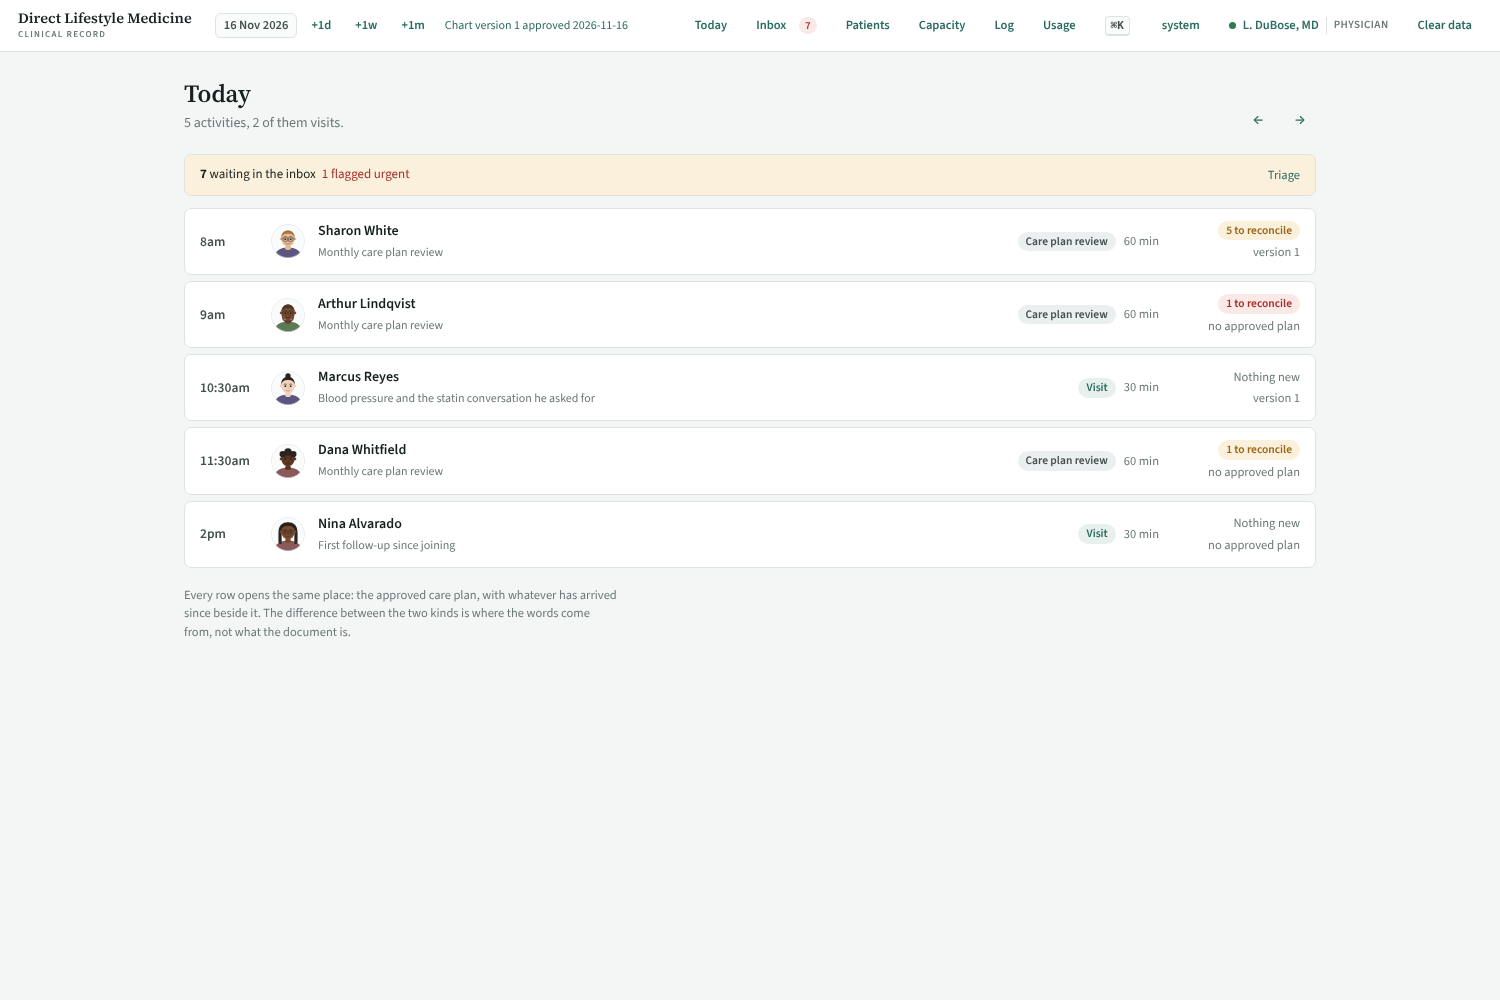 Direct Lifestyle Medicine
CLINICAL RECORD
16 Nov 2026 +1d +1w +1m Chart version 1 approved 2026-11-16 Today Inbox 7 Patients Capacity Log Usage ⌘K system L. DuBose, MD PHYSICIAN Clear data
Today
5 activities, 2 of them visits.
← →
7 waiting in the inbox 1 flagged urgent Triage
8am Sharon White Care plan review 60 min 5 to reconcile
Monthly care plan review version 1
9am Arthur Lindqvist Care plan review 60 min 1 to reconcile
Monthly care plan review no approved plan
10:30am Marcus Reyes Visit 30 min Nothing new
Blood pressure and the statin conversation he asked for version 1
11:30am Dana Whitfield Care plan review 60 min 1 to reconcile
Monthly care plan review no approved plan
2pm Nina Alvarado Visit 30 min Nothing new
First follow-up since joining no approved plan
Every row opens the same place: the approved care plan, with whatever has arrived
since beside it. The difference between the two kinds is where the words come
from, not what the document is.